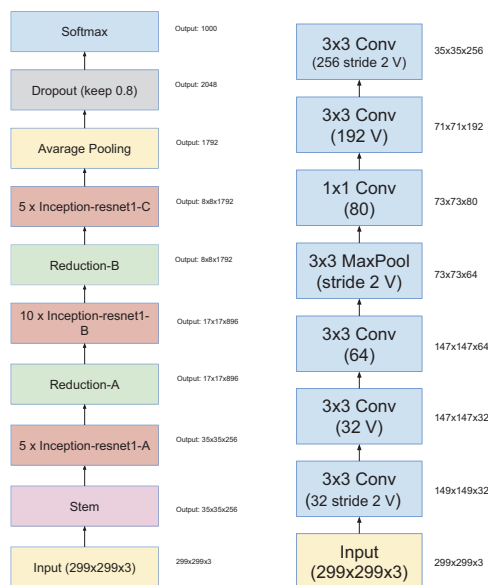 Softmax
Output: 1000
Dropout (keep 0.8)
Output: 2048
Avarage Pooling
Output: 1792
5 x Inception-resnet1-C
Output: 8x8x1792
Reduction-B
Output: 8x8x1792
10 x Inception-resnet1-
B
Output: 17x17x896
Reduction-A
Output: 17x17x896
5 x Inception-resnet1-A
Output: 35x35x256
Stem
Output: 35x35x256
Input (299x299x3)
299x299x3
3x3 Conv
(256 stride 2 V)
35x35x256
3x3 Conv
(192 V)
71x71x192
1x1 Conv
(80)
73x73x80
3x3 MaxPool
(stride 2 V)
73x73x64
3x3 Conv
(64)
147x147x64
3x3 Conv
(32 V)
147x147x32
3x3 Conv
(32 stride 2 V)
149x149x32
Input
(299x299x3)
299x299x3